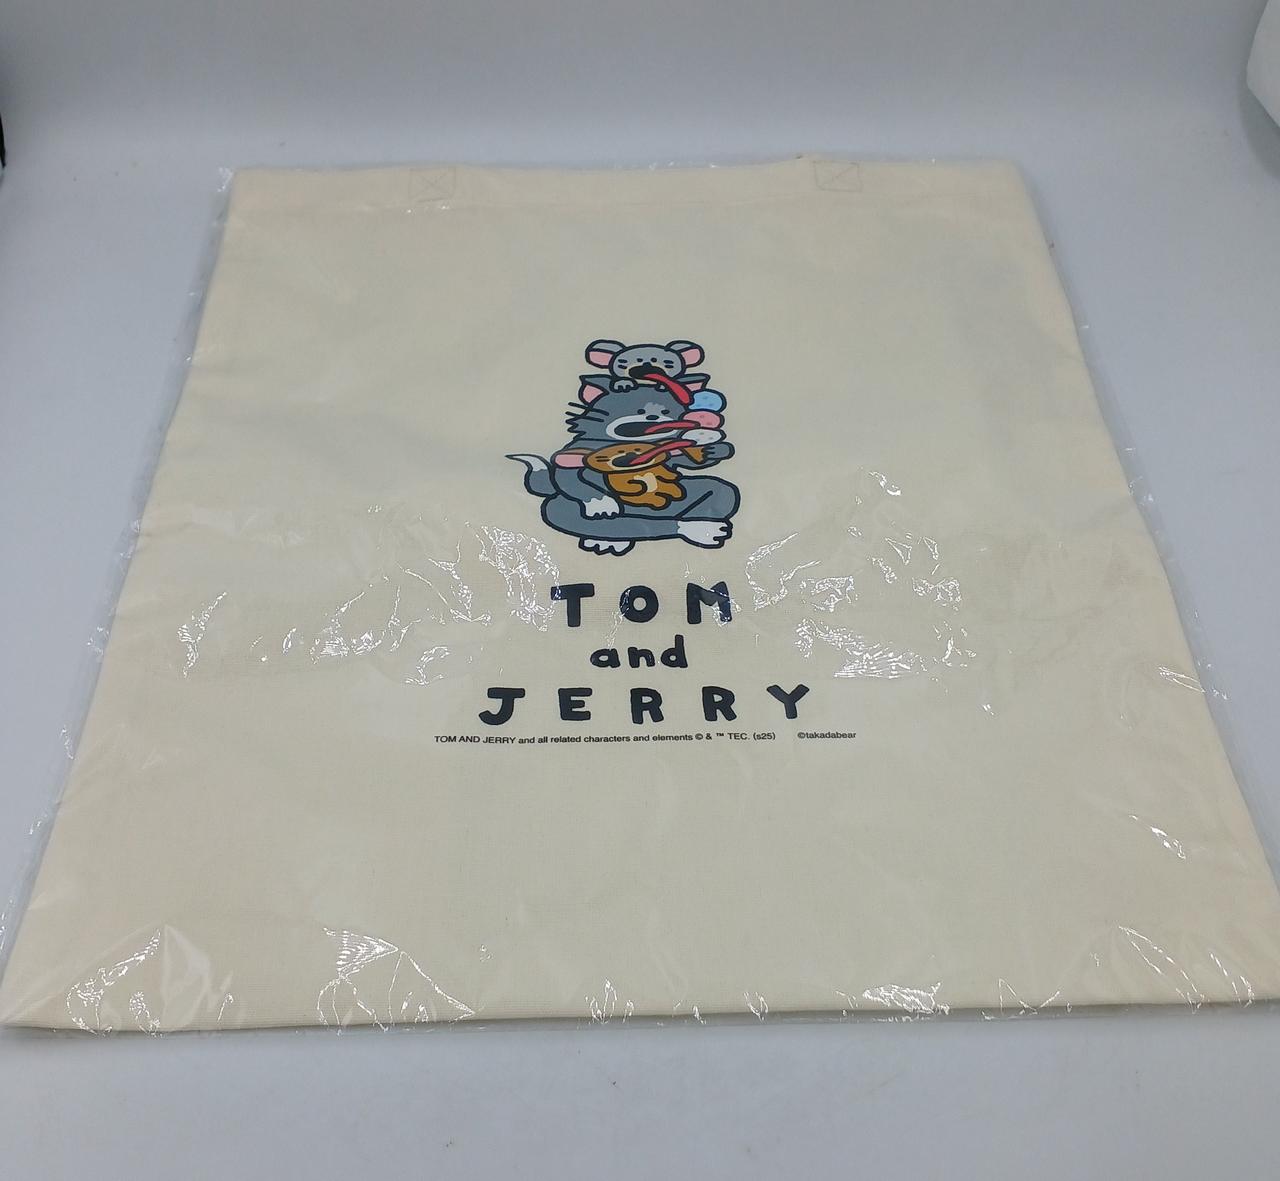 TOM
and
JERRY
TOM AND JERRY and all related characters and elements © & ™ TEC. (s25) ©takadabear